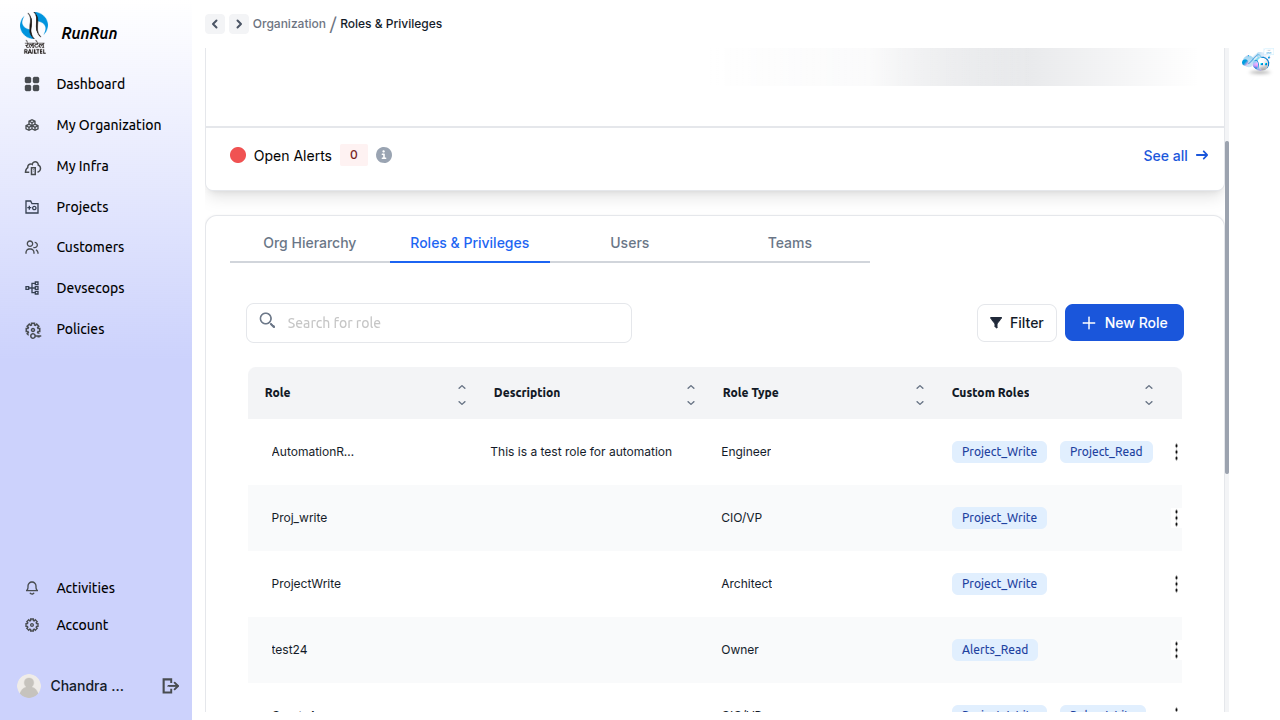 रेलटेल
RAILTEL
RunRun
Organization / Roles & Privileges
Dashboard
My Organization
My Infra
Projects
Customers
Devsecops
Policies
Activities
Account
Chandra ...
Open Alerts 0
See all
Org Hierarchy Roles & Privileges Users Teams
Search for role
Filter
New Role
Role Description Role Type Custom Roles
AutomationR... This is a test role for automation Engineer Project_Write Project_Read
Proj_write CIO/VP Project_Write
ProjectWrite Architect Project_Write
test24 Owner Alerts_Read